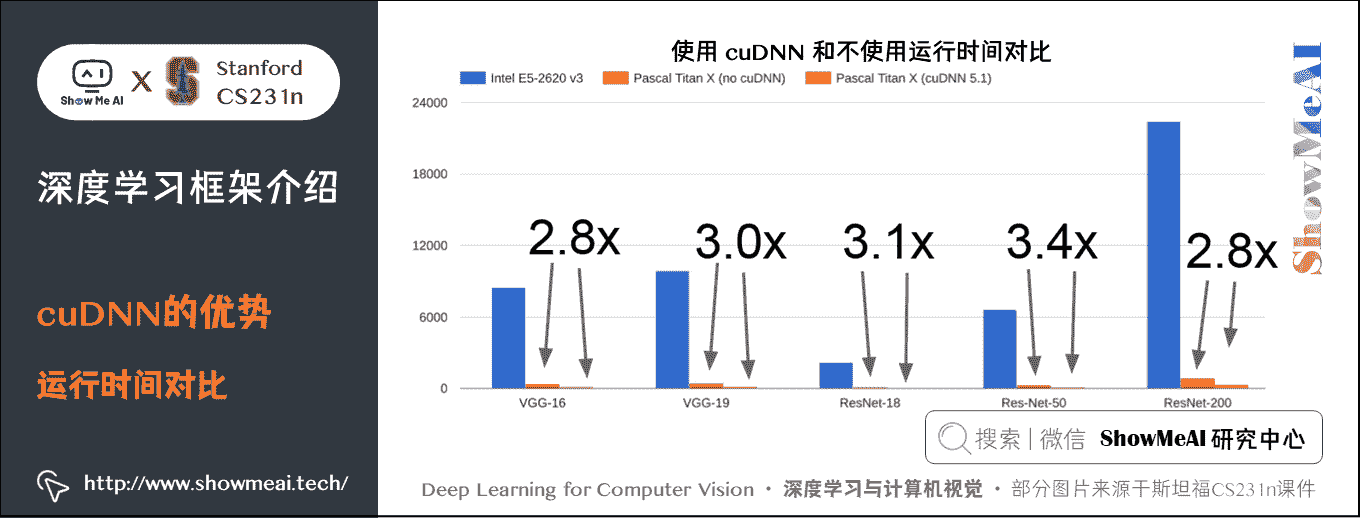 Show Me AI
X
S
Stanford
CS231n
深度学习框架介绍
cuDNN的优势
运行时间对比
http://www.showmeai.tech/
使用 cuDNN 和不使用运行时间对比
Intel E5-2620 v3
Pascal Titan X (no cuDNN)
Pascal Titan X (cuDNN 5.1)
24000
18000
12000
6000
0
2.8x
3.0x
3.1x
3.4x
2.8x
VGG-16
VGG-19
ResNet-18
Res-Net-50
ResNet-200
ShowMeAI
搜索 | 微信 ShowMeAI 研究中心
Deep Learning for Computer Vision · 深度学习与计算机视觉 · 部分图片来源于斯坦福CS231n课件